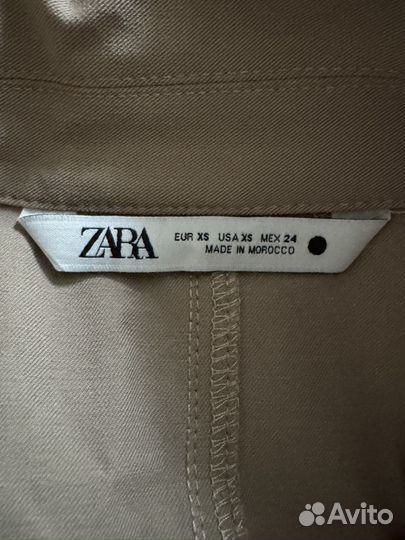 ZARA
EUR XS USA XS MEX 24
MADE IN MOROCCO
Avito